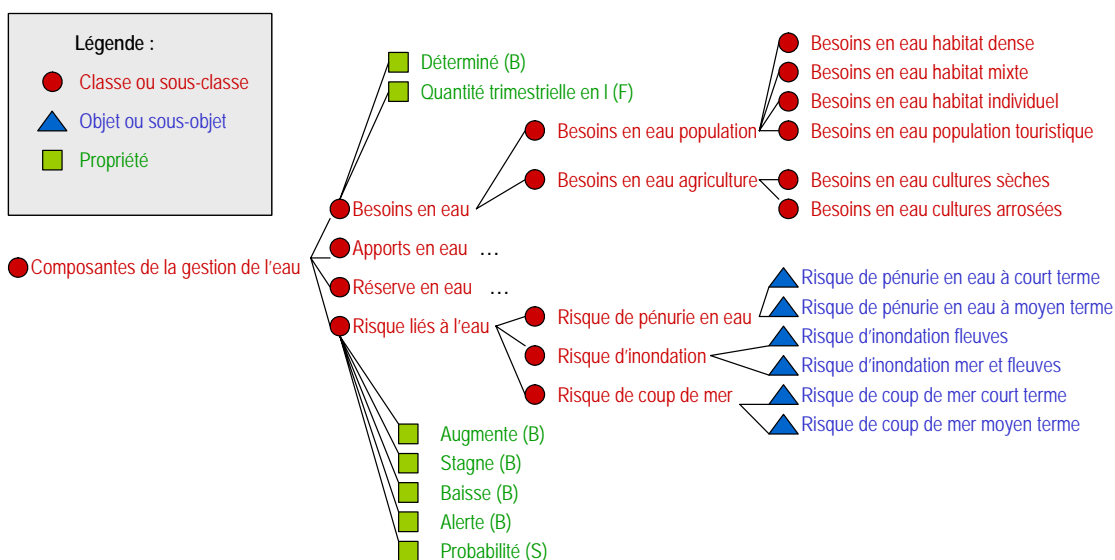 Légende :
Classe ou sous-classe
Objet ou sous-objet
Propriété
Composantes de la gestion de l'eau
Déterminé (B)
Quantité trimestrielle en l (F)
Besoins en eau
Apports en eau ...
Réserve en eau ...
Risque liés à l'eau
Augmente (B)
Stagne (B)
Baisse (B)
Alerte (B)
Probabilité (S)
Besoins en eau population
Besoins en eau agriculture
Risque de pénurie en eau
Risque d'inondation
Risque de coup de mer
Besoins en eau habitat dense
Besoins en eau habitat mixte
Besoins en eau habitat individuel
Besoins en eau population touristique
Besoins en eau cultures sèches
Besoins en eau cultures arrosées
Risque de pénurie en eau à court terme
Risque de pénurie en eau à moyen terme
Risque d'inondation fleuves
Risque d'inondation mer et fleuves
Risque de coup de mer court terme
Risque de coup de mer moyen terme